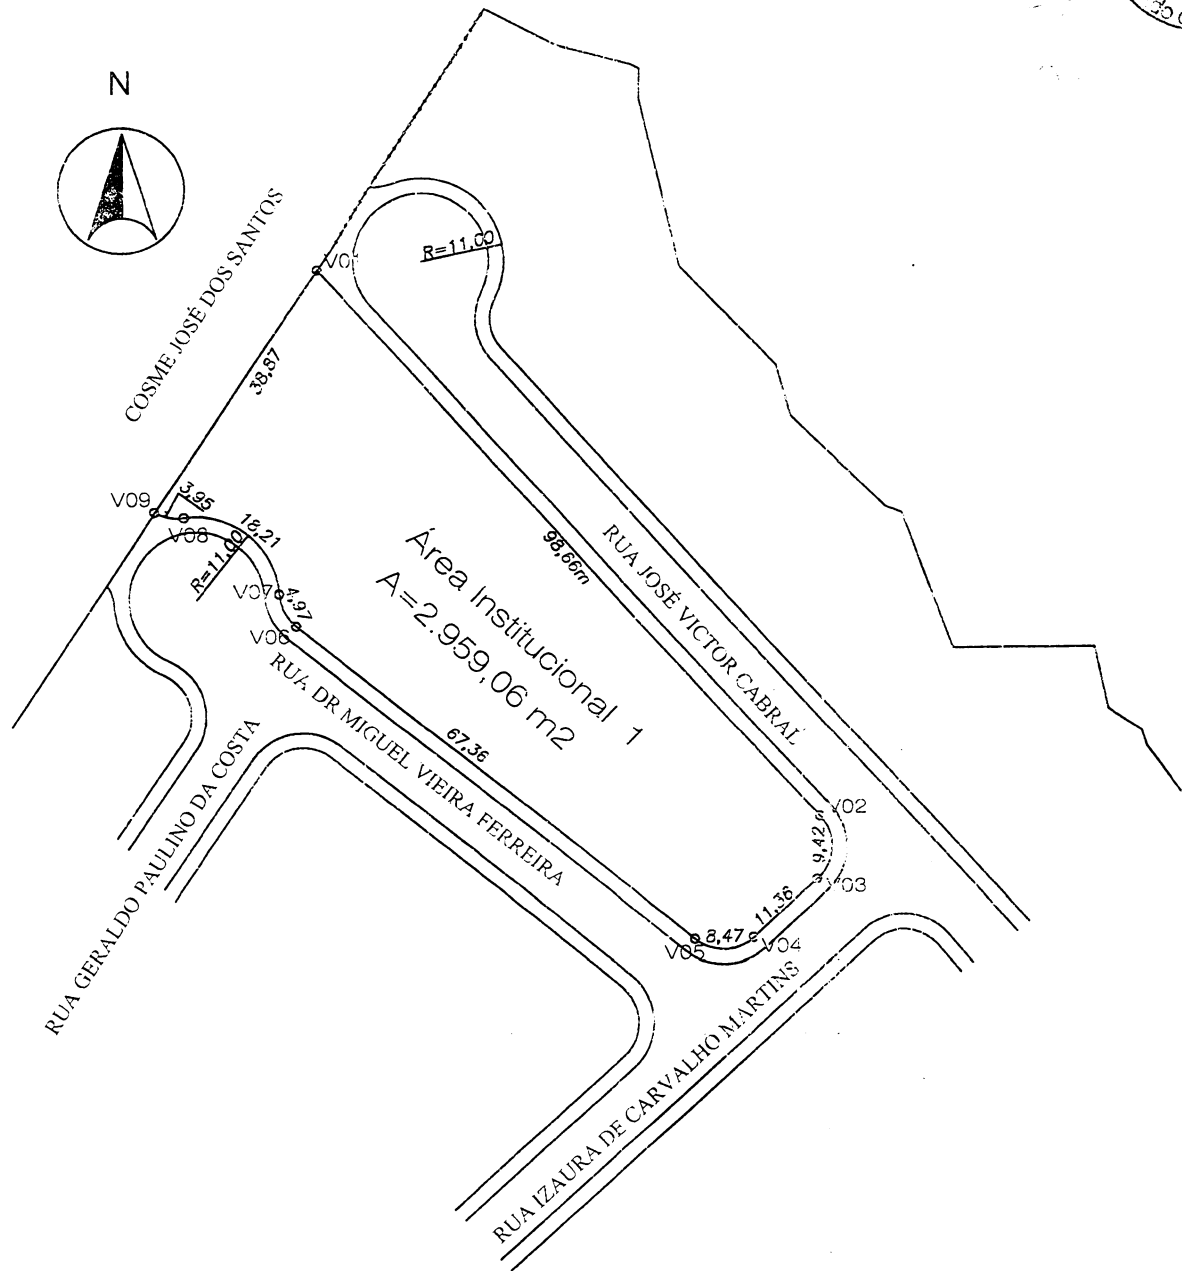 N
V01
R=11,00
COSME JOSÉ DOS SANTOS
38,87
V09
3,95
V08
18,21
R=11,00
V07
4,97
V06
Área Institucional 1
A=2.959,06 m2
98,66m
RUA JOSÉ VICTOR CABRAL
RUA DR MIGUEL VIEIRA FERREIRA
67,36
RUA GERALDO PAULINO DA COSTA
V02
9,42
V03
11,36
V04
8,47
V05
RUA IZAURA DE CARVALHO MARTINS